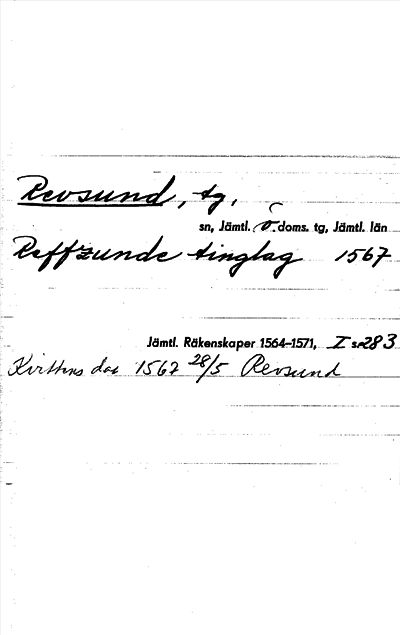 Revsund, tg,
sn, Jämtl. ö. doms. tg, Jämtl. län
Reffzunde tinglag 1567
Jämtl. Räkenskaper 1564–1571, I s. 283
dat 1567 28/5 Revsund